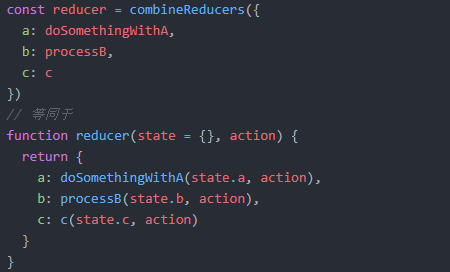 const reducer = combineReducers({
  a: doSomethingWithA,
  b: processB,
  c: c
})
// 等同于
function reducer(state = {}, action) {
  return {
    a: doSomethingWithA(state.a, action),
    b: processB(state.b, action),
    c: c(state.c, action)
  }
}